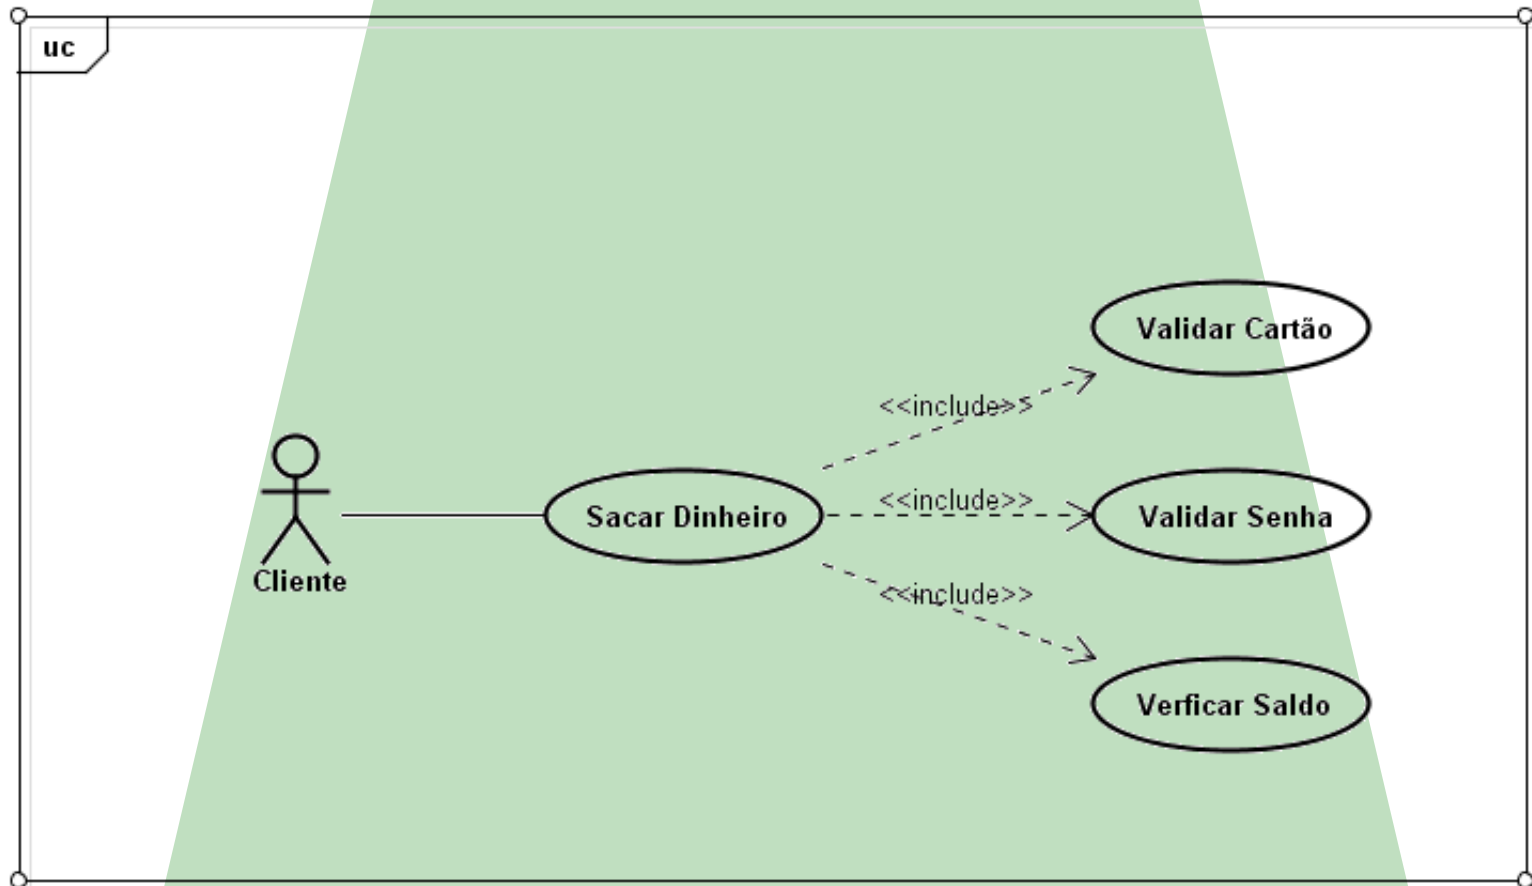 uc
Validar Cartão
<<include>>
<<include>>
Sacar Dinheiro
Validar Senha
Cliente
<<include>>
Verficar Saldo